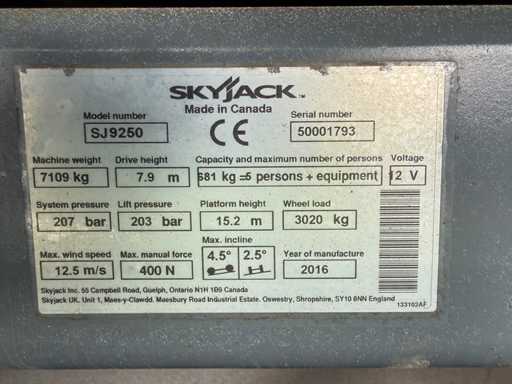 SKYJACK™
Made in Canada
Model number
SJ9250
CE
Serial number
50001793
Machine weight Drive height Capacity and maximum number of persons Voltage
7109 kg 7.9 m 681 kg =5 persons + equipment 12 V
System pressure Lift pressure Platform height Wheel load
207 bar 203 bar 15.2 m 3020 kg
Max. wind speed Max. manual force Max. incline Year of manufacture
12.5 m/s 400 N 4.5° 2.5° 2016
Skyjack Inc. 55 Campbell Road, Guelph, Ontario N1H 1B9 Canada
Skyjack UK. Unit 1, Maes-y-Clawdd. Maesbury Road Industrial Estate. Oswestry, Shropshire, SY10 8NN England
133102AF